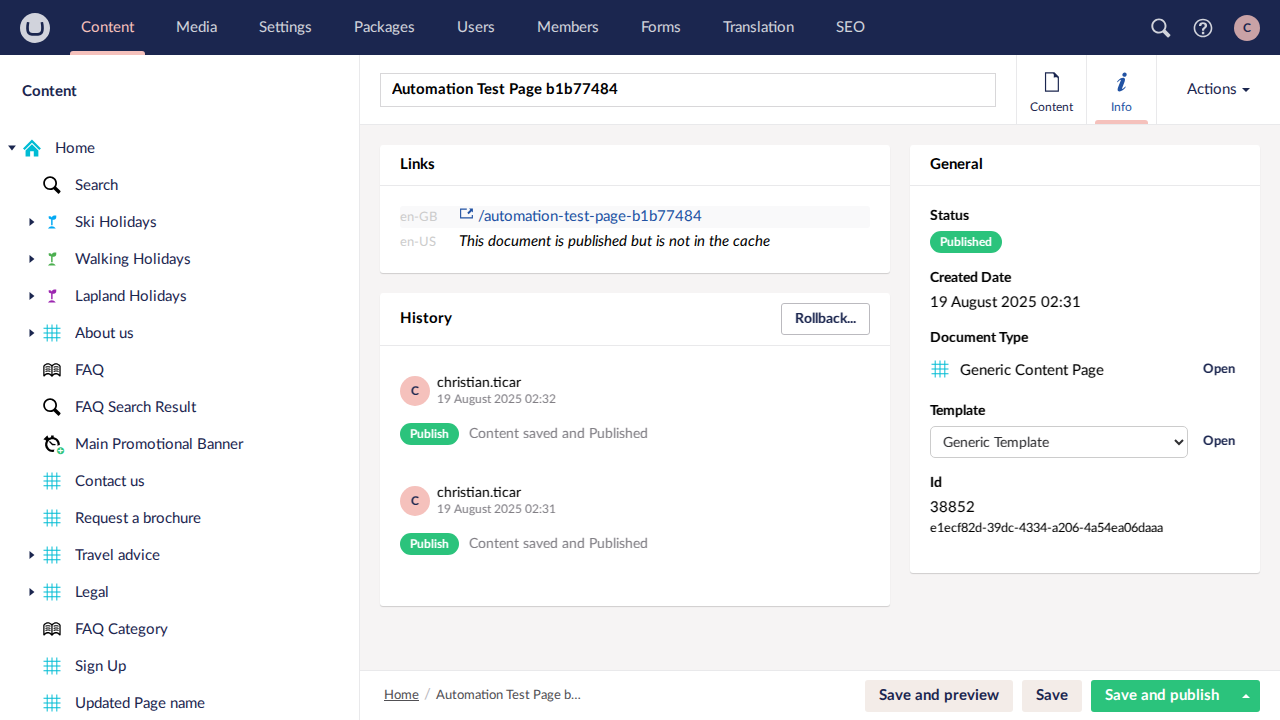 Content
Media
Settings
Packages
Users
Members
Forms
Translation
SEO
C
Content
Home
Search
Ski Holidays
Walking Holidays
Lapland Holidays
About us
FAQ
FAQ Search Result
Main Promotional Banner
Contact us
Request a brochure
Travel advice
Legal
FAQ Category
Sign Up
Updated Page name
Automation Test Page b1b77484
Content
Info
Actions
Links
en-GB /automation-test-page-b1b77484
en-US This document is published but is not in the cache
History
Rollback...
C
christian.ticar
19 August 2025 02:32
Publish Content saved and Published
C
christian.ticar
19 August 2025 02:31
Publish Content saved and Published
General
Status
Published
Created Date
19 August 2025 02:31
Document Type
Generic Content Page Open
Template
Generic Template Open
Id
38852
e1ecf82d-39dc-4334-a206-4a54ea06daaa
Home / Automation Test Page b...
Save and preview
Save
Save and publish